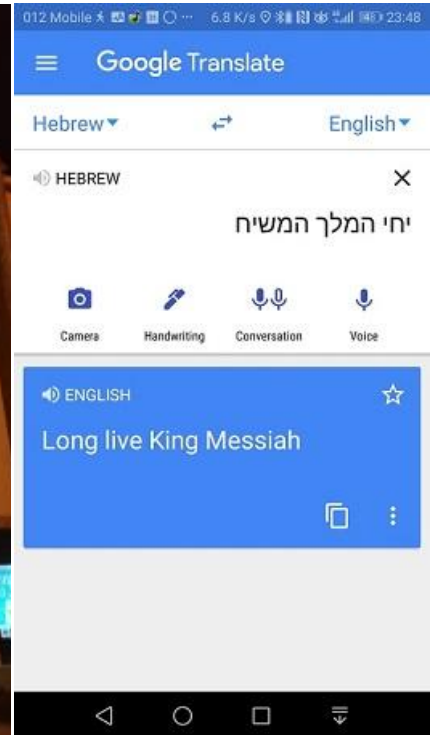 012 Mobile ··· 6.8 K/s 23:48
Google Translate
Hebrew English
HEBREW
יחי המלך המשיח
Camera Handwriting Conversation Voice
ENGLISH
Long live King Messiah